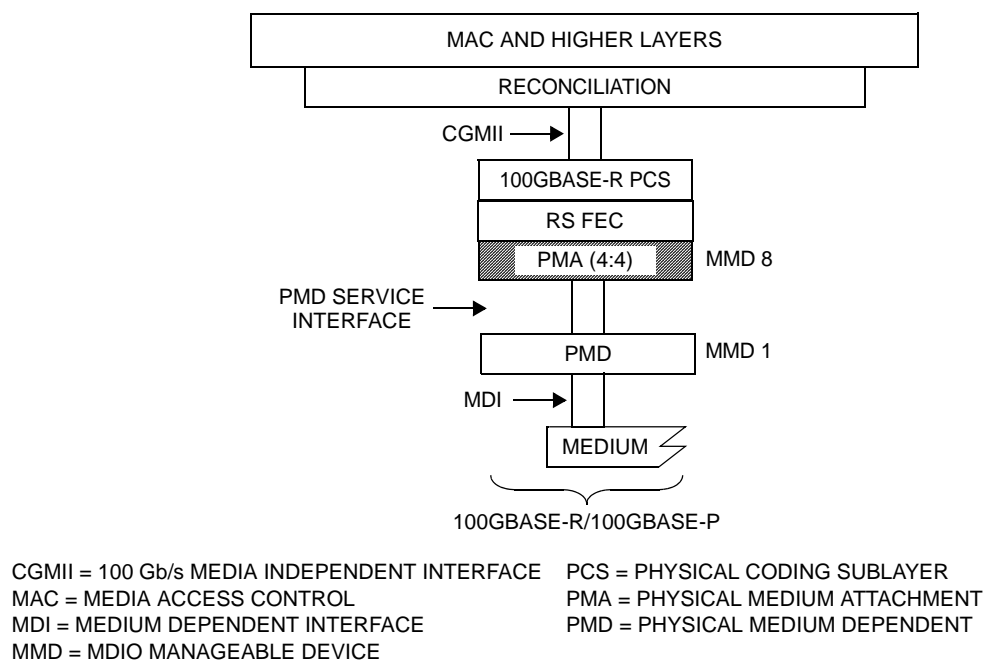 MAC AND HIGHER LAYERS
RECONCILIATION
CGMII
100GBASE-R PCS
RS FEC
PMA (4:4)
MMD 8
PMD SERVICE
INTERFACE
PMD
MMD 1
MDI
MEDIUM
100GBASE-R/100GBASE-P
CGMII = 100 Gb/s MEDIA INDEPENDENT INTERFACE
MAC = MEDIA ACCESS CONTROL
MDI = MEDIUM DEPENDENT INTERFACE
MMD = MDIO MANAGEABLE DEVICE
PCS = PHYSICAL CODING SUBLAYER
PMA = PHYSICAL MEDIUM ATTACHMENT
PMD = PHYSICAL MEDIUM DEPENDENT